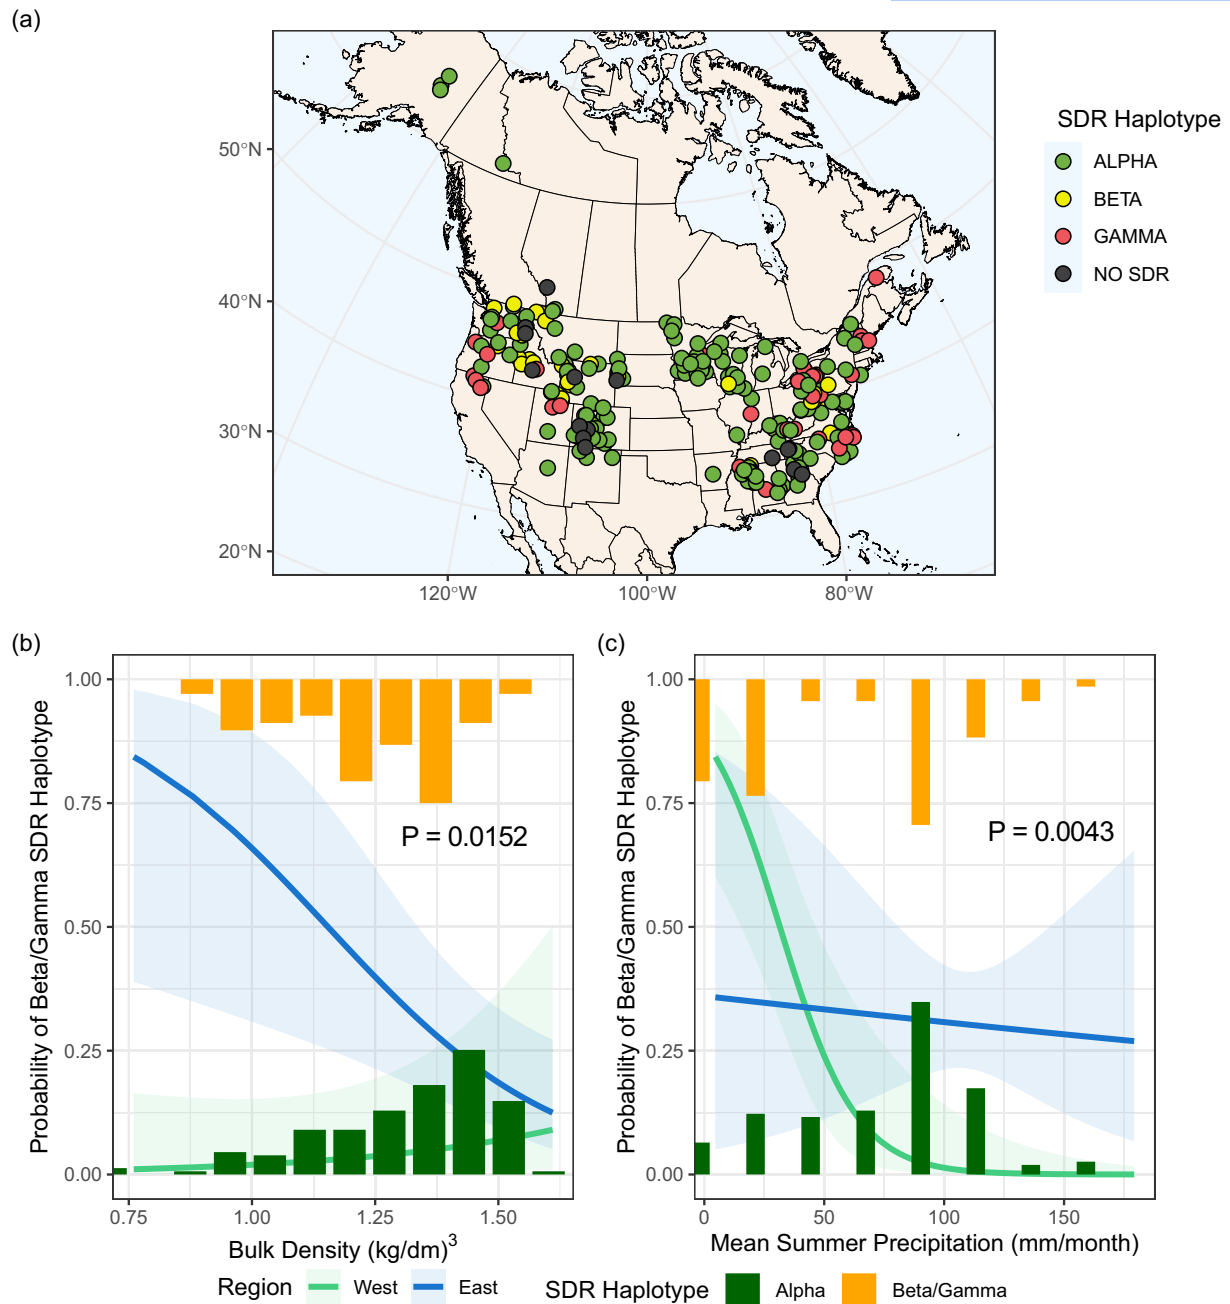 (a)
50°N
40°N
30°N
20°N
120°W
100°W
80°W
SDR Haplotype
ALPHA
BETA
GAMMA
NO SDR
(b)
Probability of Beta/Gamma SDR Haplotype
1.00
0.75
0.50
0.25
0.00
P = 0.0152
0.75
1.00
1.25
1.50
Bulk Density (kg/dm)³
(c)
Probability of Beta/Gamma SDR Haplotype
1.00
0.75
0.50
0.25
0.00
P = 0.0043
0
50
100
150
Mean Summer Precipitation (mm/month)
Region
West
East
SDR Haplotype
Alpha
Beta/Gamma